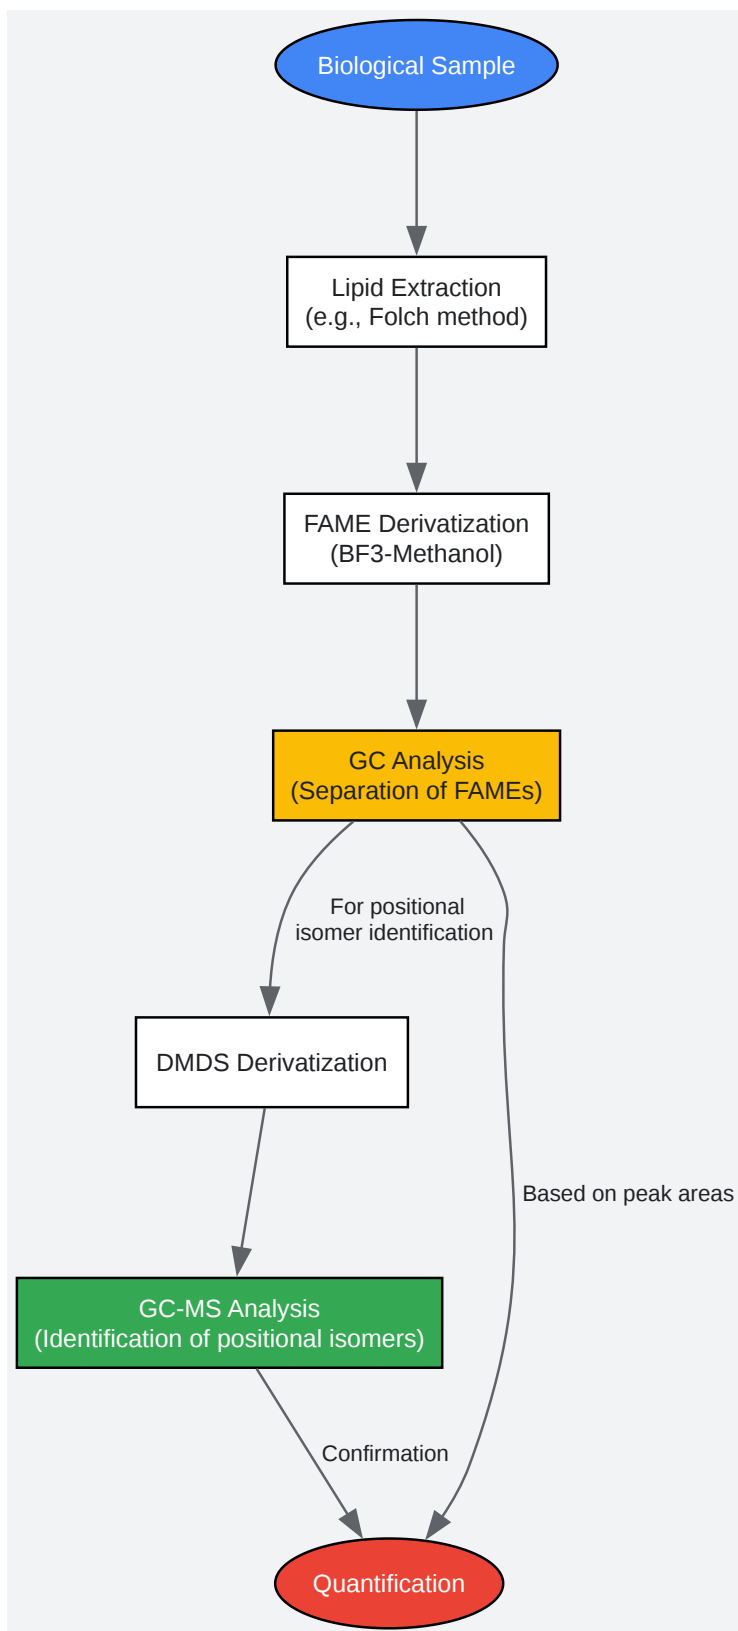 Biological Sample
Lipid Extraction
(e.g., Folch method)
FAME Derivatization
(BF3-Methanol)
GC Analysis
(Separation of FAMEs)
For positional
isomer identification
DMDS Derivatization
Based on peak areas
GC-MS Analysis
(Identification of positional isomers)
Confirmation
Quantification